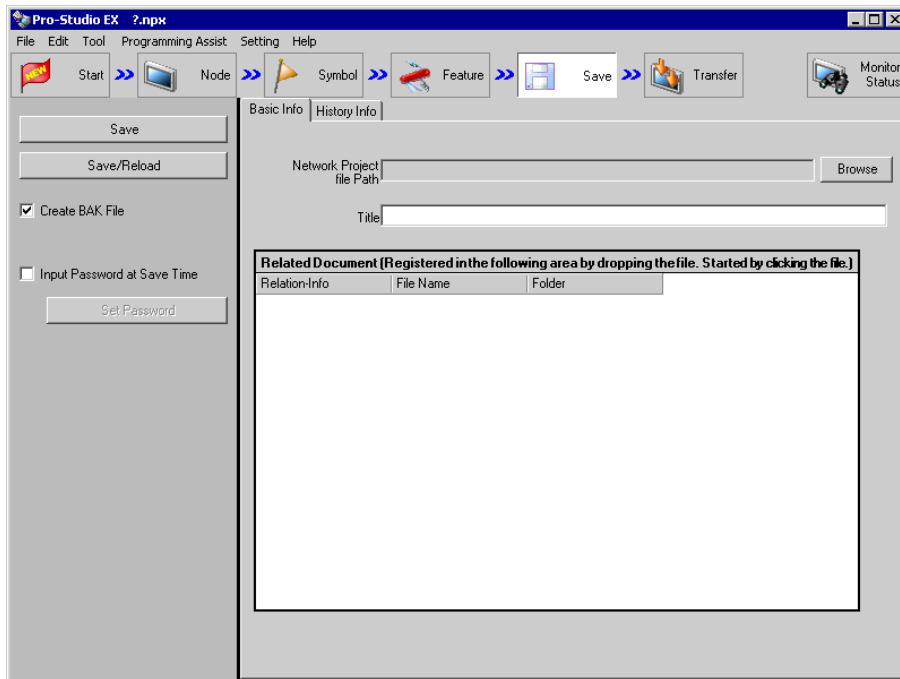 Pro-Studio EX ?.npx
File Edit Tool Programming Assist Setting Help
NEW Start Node Symbol Feature Save Transfer Monitor Status
Basic Info History Info
Save
Save/Reload
Create BAK File
Input Password at Save Time
Set Password
Network Project
file Path
Browse
Title
Related Document (Registered in the following area by dropping the file. Started by clicking the file.)
Relation-Info File Name Folder